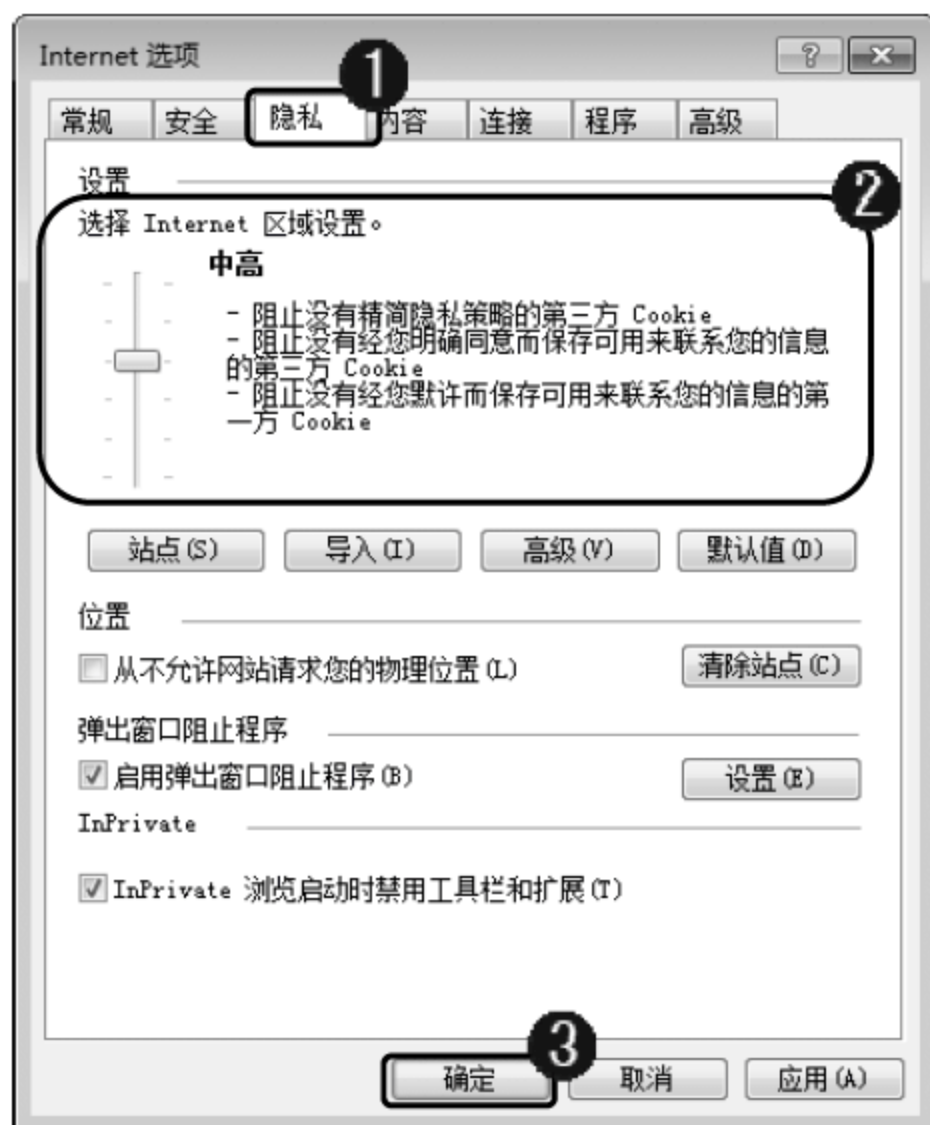 Internet 选项
1
常规 安全 隐私 内容 连接 程序 高级
设置
2
选择 Internet 区域设置。
中高
- 阻止没有精简隐私策略的第三方 Cookie
- 阻止没有经您明确同意而保存可用来联系您的信息
的第三方 Cookie
- 阻止没有经您默许而保存可用来联系您的信息的第
一方 Cookie
站点(S) 导入(I) 高级(V) 默认值(D)
位置
从不允许网站请求您的物理位置(L) 清除站点(C)
弹出窗口阻止程序
启用弹出窗口阻止程序(B) 设置(E)
InPrivate
InPrivate 浏览启动时禁用工具栏和扩展(T)
3
确定 取消 应用(A)